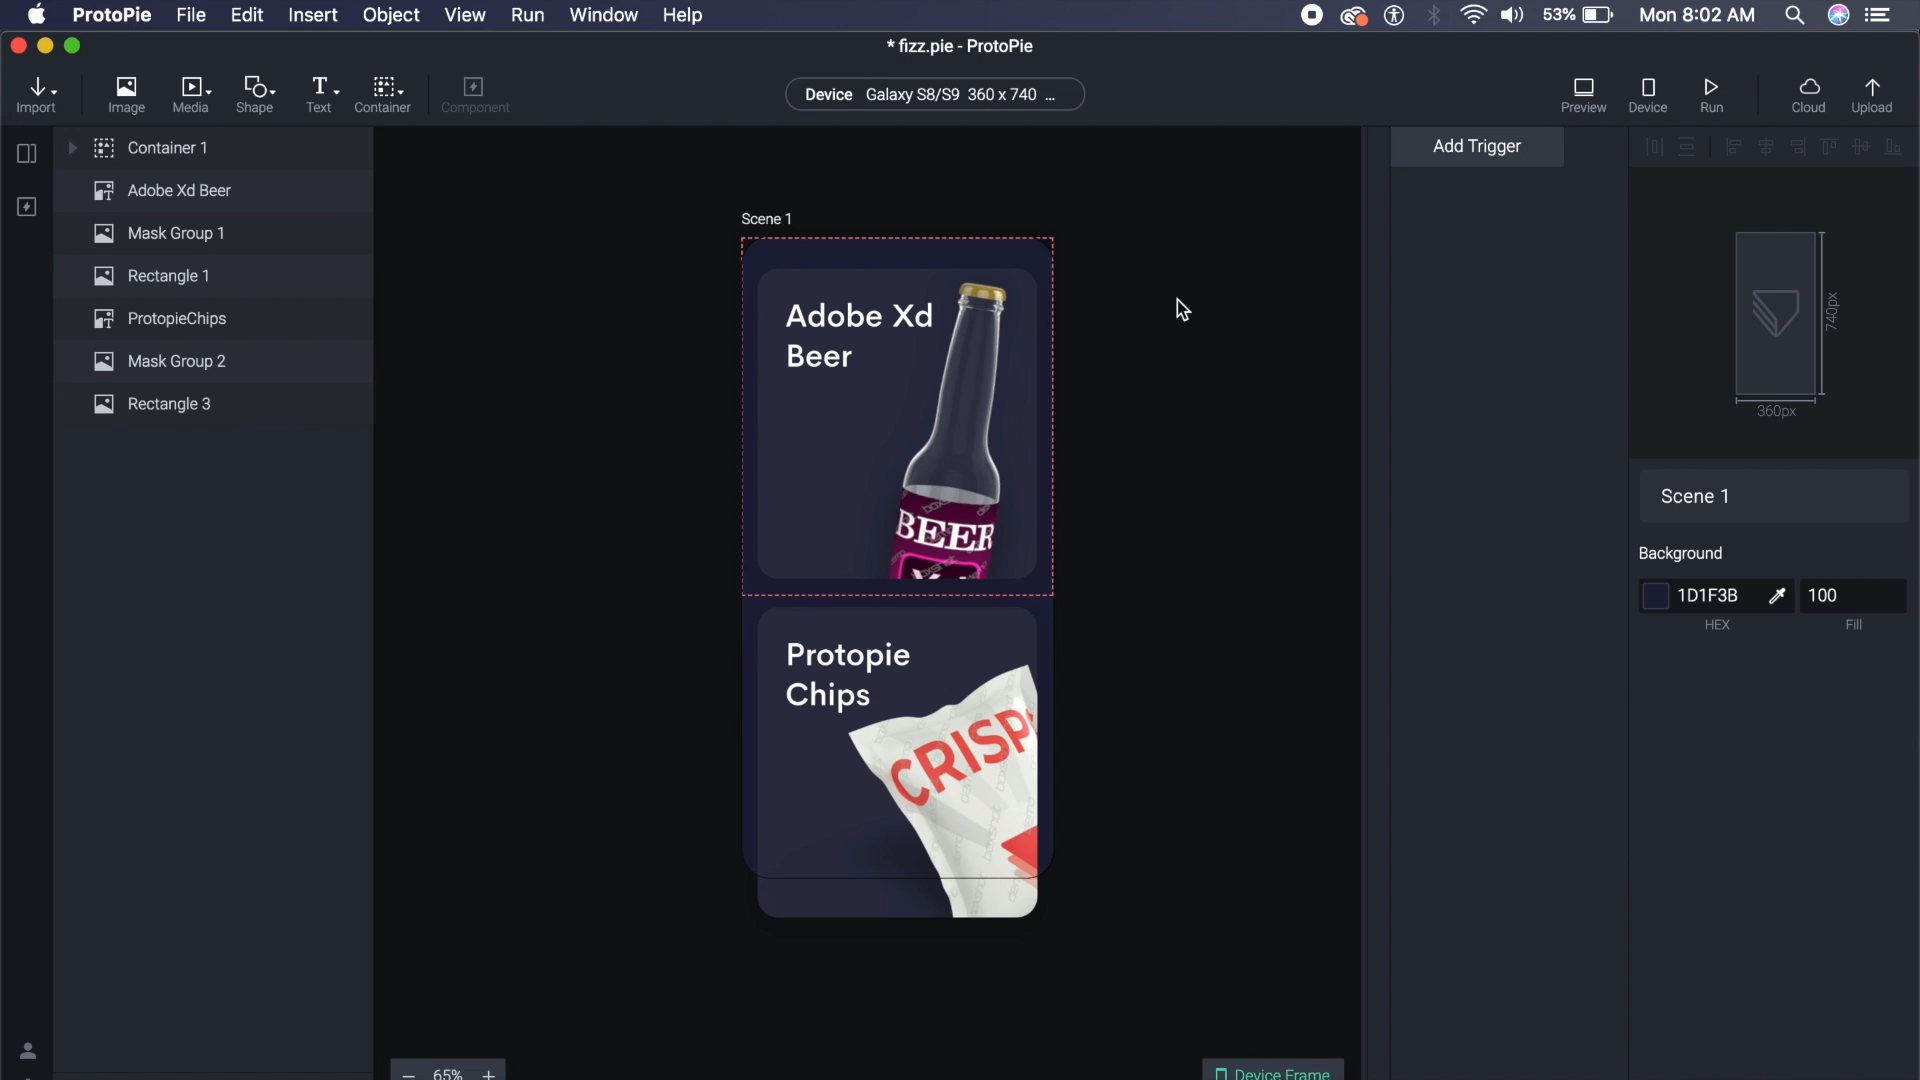 ProtoPie File Edit Insert Object View Run Window Help 53% Mon 8:02 AM
* fizz.pie - ProtoPie
Import Image Media Shape Text Container Component
Device Galaxy S8/S9 360 x 740 ...
Preview Device Run Cloud Upload
Container 1
Adobe Xd Beer
Mask Group 1
Rectangle 1
ProtopieChips
Mask Group 2
Rectangle 3
Scene 1
Adobe Xd
Beer
BEER
Protopie
Chips
CRISP
65%
Device Frame
Add Trigger
740px
360px
Scene 1
Background
1D1F3B 100
HEX Fill